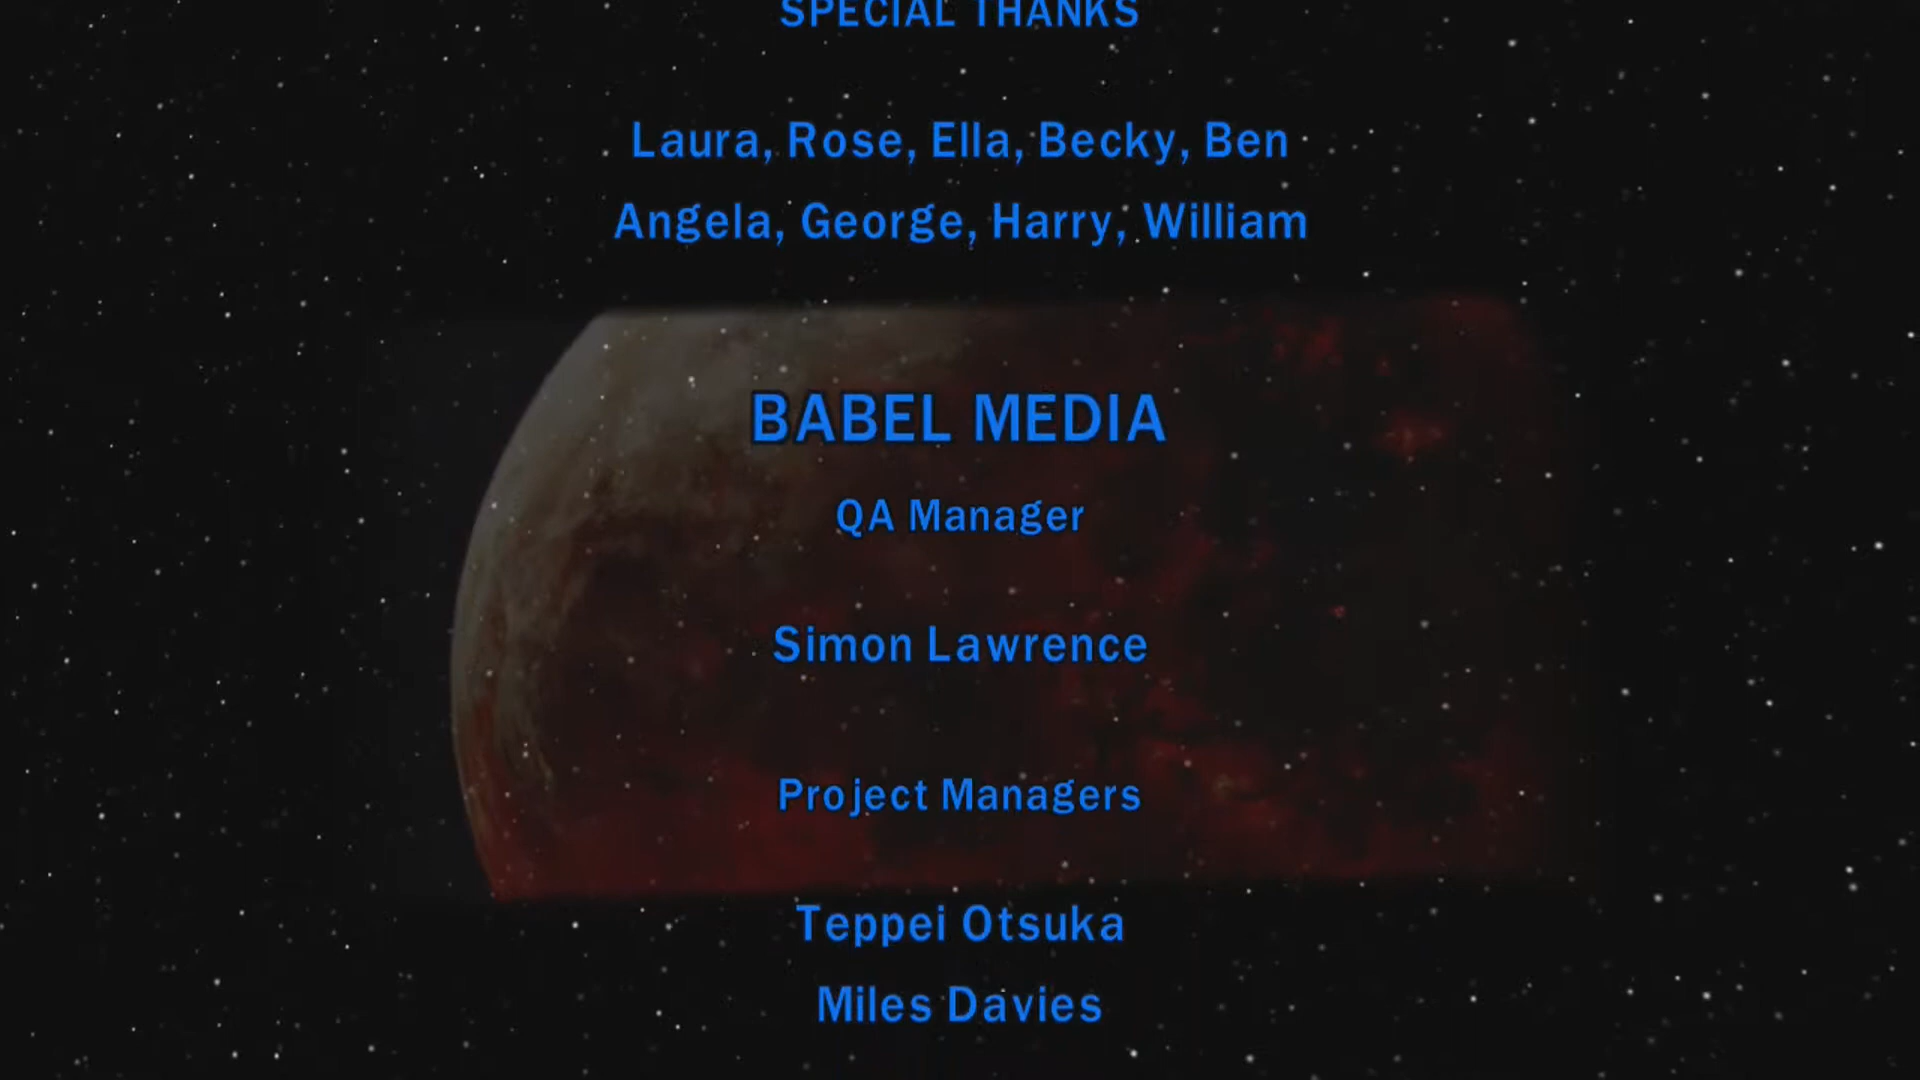 SPECIAL THANKS
Laura, Rose, Ella, Becky, Ben
Angela, George, Harry, William
BABEL MEDIA
QA Manager
Simon Lawrence
Project Managers
Teppei Otsuka
Miles Davies